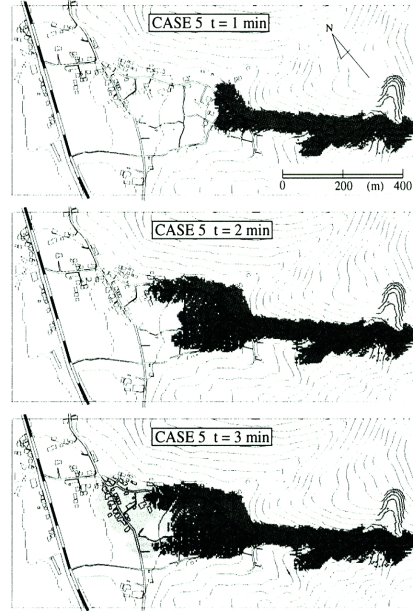 CASE 5 t = 1 min
N
0 200 (m) 400
CASE 5 t = 2 min
CASE 5 t = 3 min